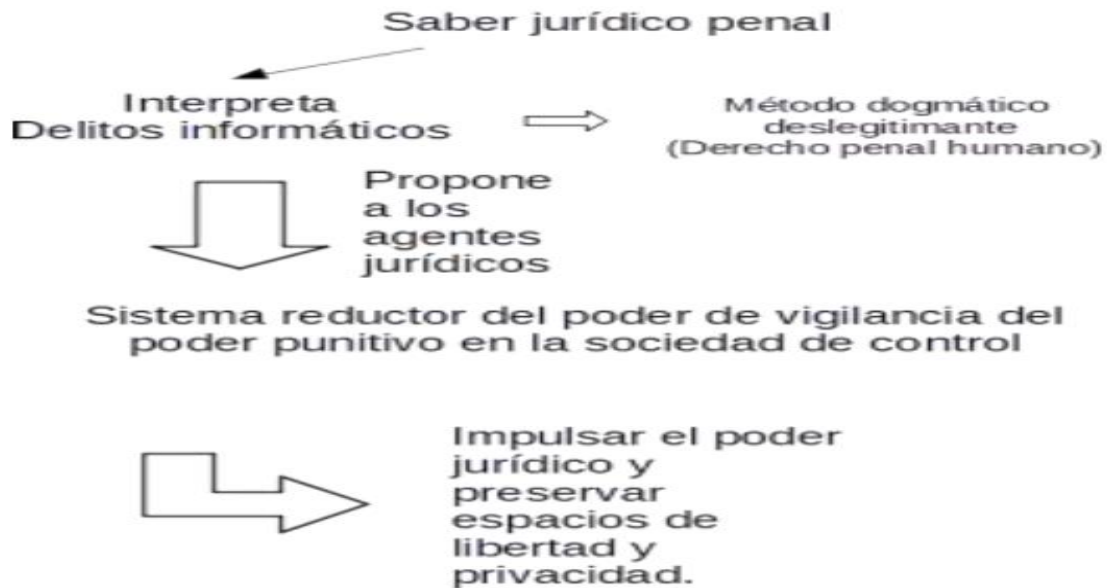 Saber jurídico penal
Interpreta
Delitos informáticos
Método dogmático
deslegitimante
(Derecho penal humano)
Propone
a los
agentes
jurídicos
Sistema reductor del poder de vigilancia del
poder punitivo en la sociedad de control
Impulsar el poder
jurídico y
preservar
espacios de
libertad y
privacidad.